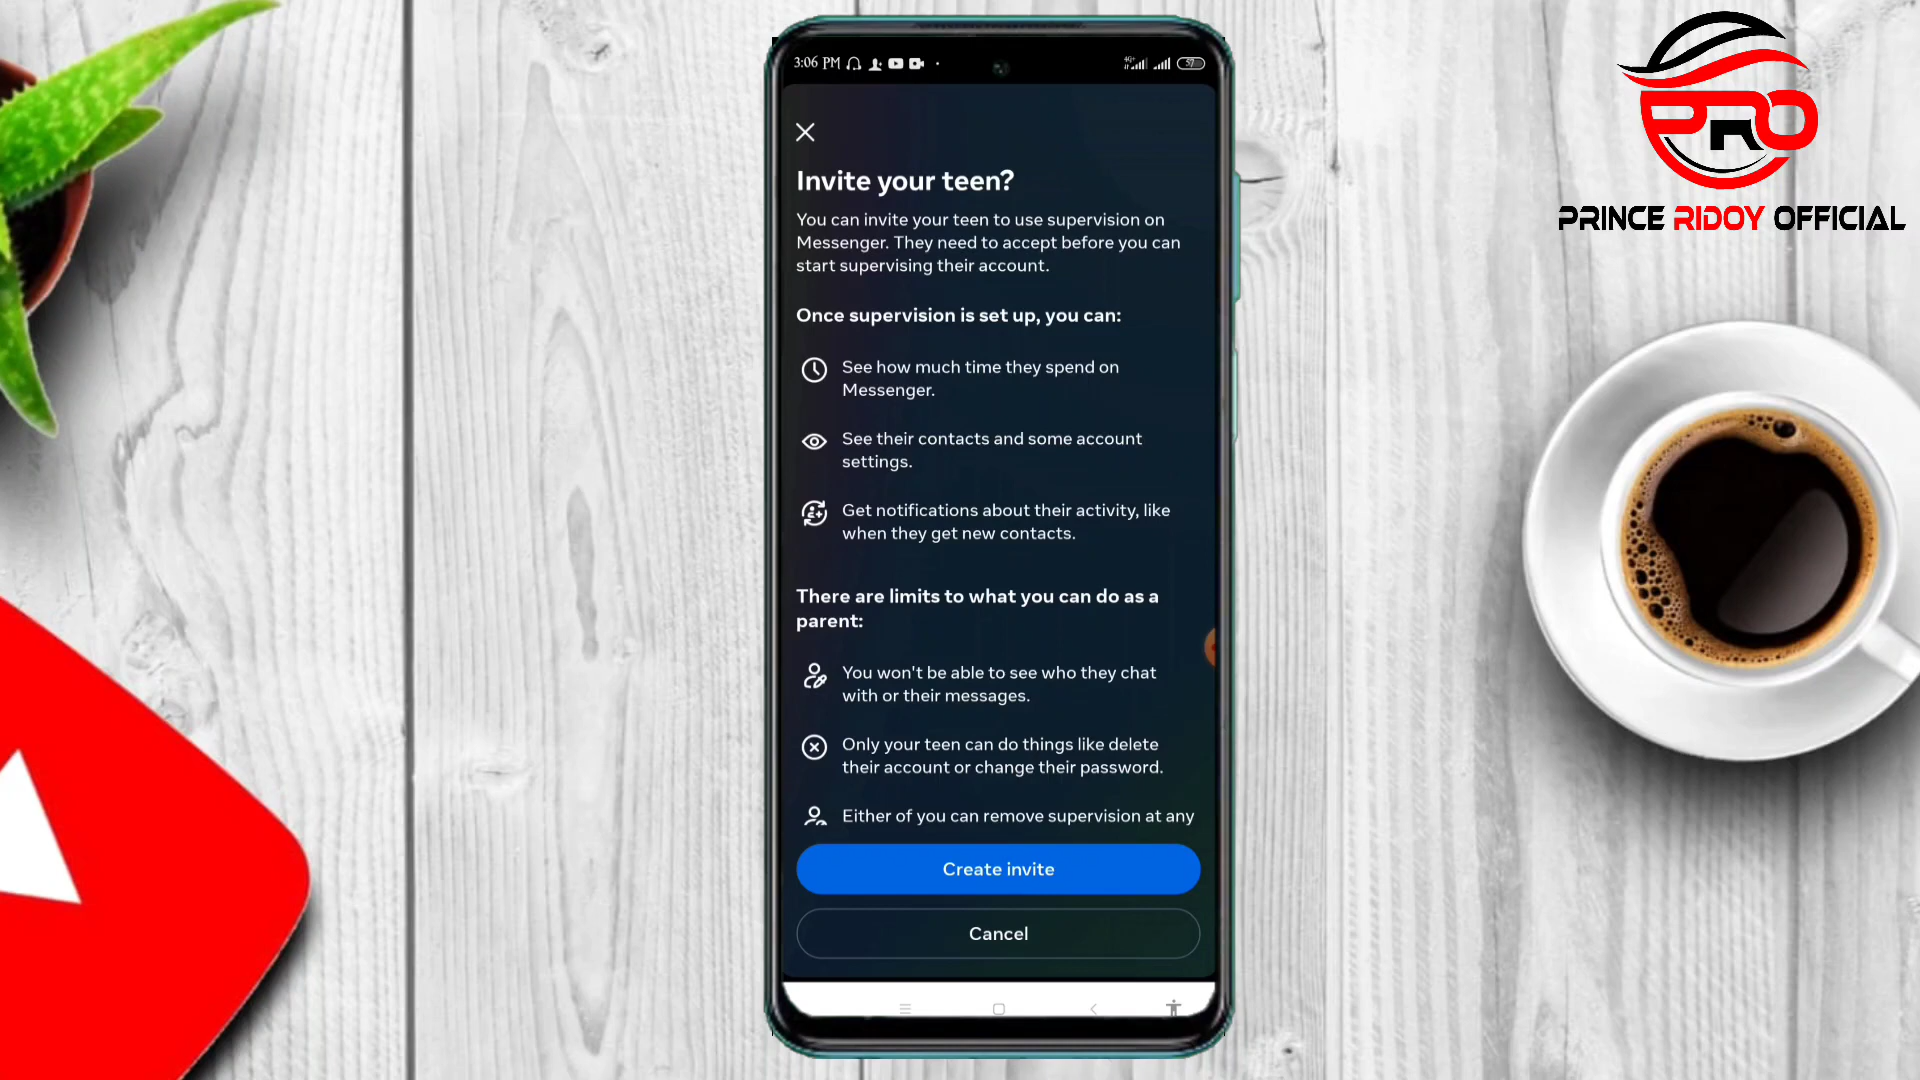 3:06 PM
4G+
57
Invite your teen?
You can invite your teen to use supervision on
Messenger. They need to accept before you can
start supervising their account.
Once supervision is set up, you can:
See how much time they spend on
Messenger.
See their contacts and some account
settings.
Get notifications about their activity, like
when they get new contacts.
There are limits to what you can do as a
parent:
You won't be able to see who they chat
with or their messages.
Only your teen can do things like delete
their account or change their password.
Either of you can remove supervision at any
Create invite
Cancel
PRO
PRINCE RIDOY OFFICIAL